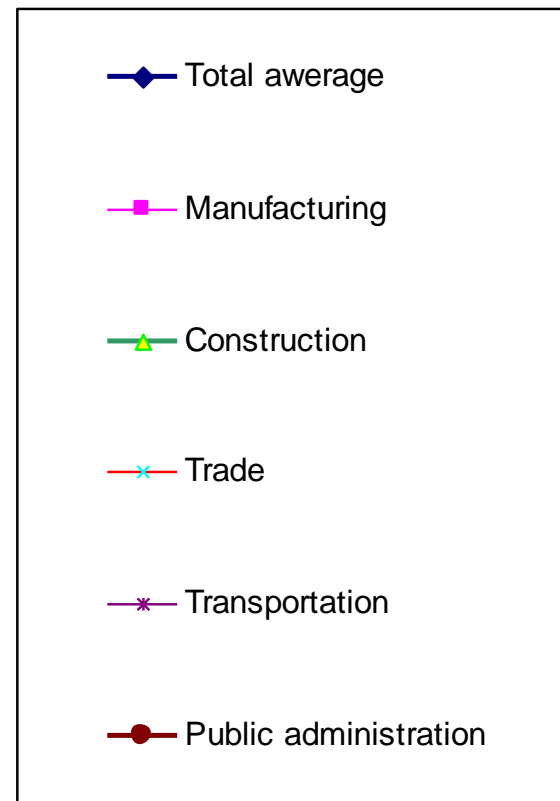 Total awerage
Manufacturing
Construction
Trade
Transportation
Public administration